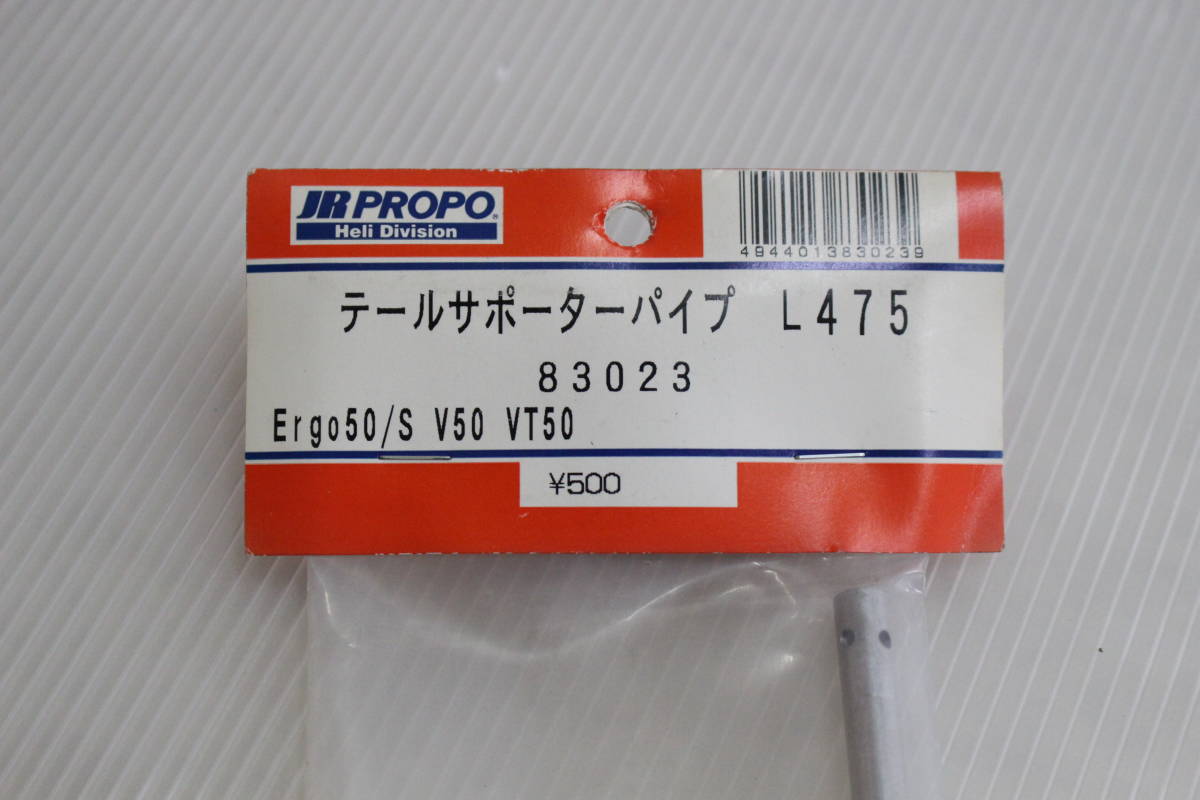 JR PROPO®
Heli Division
4944013830239
テールサポーターパイプ L475
83023
Ergo50/S V50 VT50
¥500